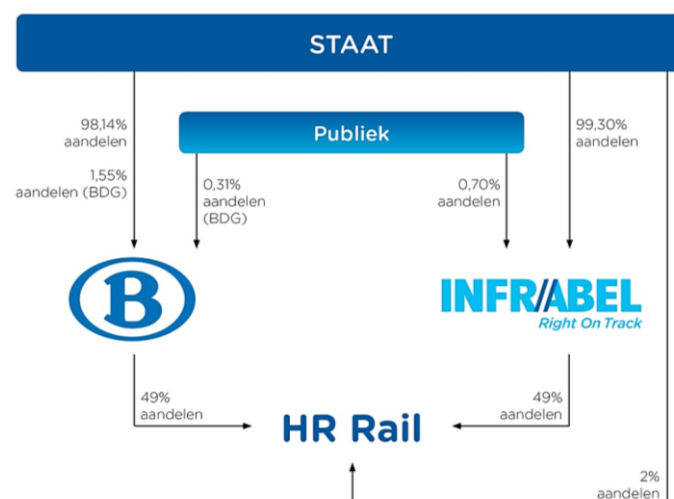 STAAT
98,14%
aandelen
1,55%
aandelen (BDG)
Publiek
99,30%
aandelen
0,31%
aandelen
(BDG)
0,70%
aandelen
B
INFRABEL
Right On Track
49%
aandelen
49%
aandelen
HR Rail
2%
aandelen